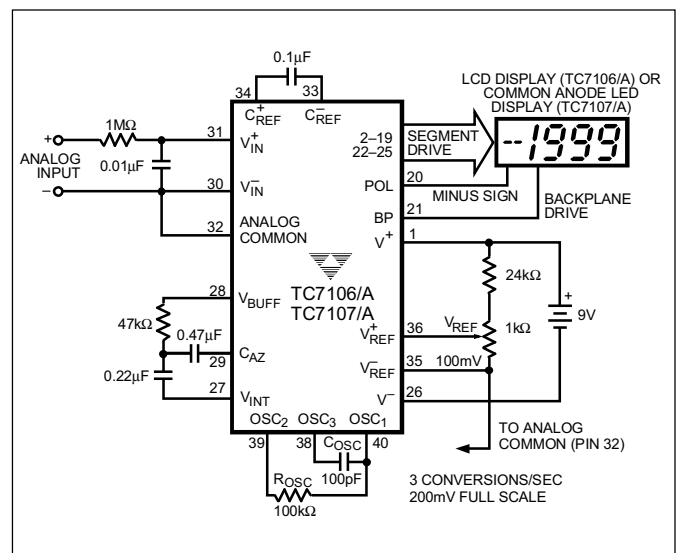 0.1µF
34
33
C+REF
C–REF
LCD DISPLAY (TC7106/A) OR
COMMON ANODE LED
DISPLAY (TC7107/A)
1MΩ
31
V+IN
2–19
22–25
SEGMENT
DRIVE
--1999
+
ANALOG
INPUT
–
0.01µF
30
V–IN
POL
20
MINUS SIGN
BP
21
BACKPLANE
DRIVE
32
ANALOG
COMMON
V+
1
24kΩ
TC7106/A
TC7107/A
28
VBUFF
47kΩ
0.47µF
V+REF
36
VREF
1kΩ
+
9V
29
CAZ
V–REF
35
100mV
0.22µF
27
VINT
V–
26
OSC2
OSC3
OSC1
39
38
COSC
40
100pF
ROSC
100kΩ
TO ANALOG
COMMON (PIN 32)
3 CONVERSIONS/SEC
200mV FULL SCALE